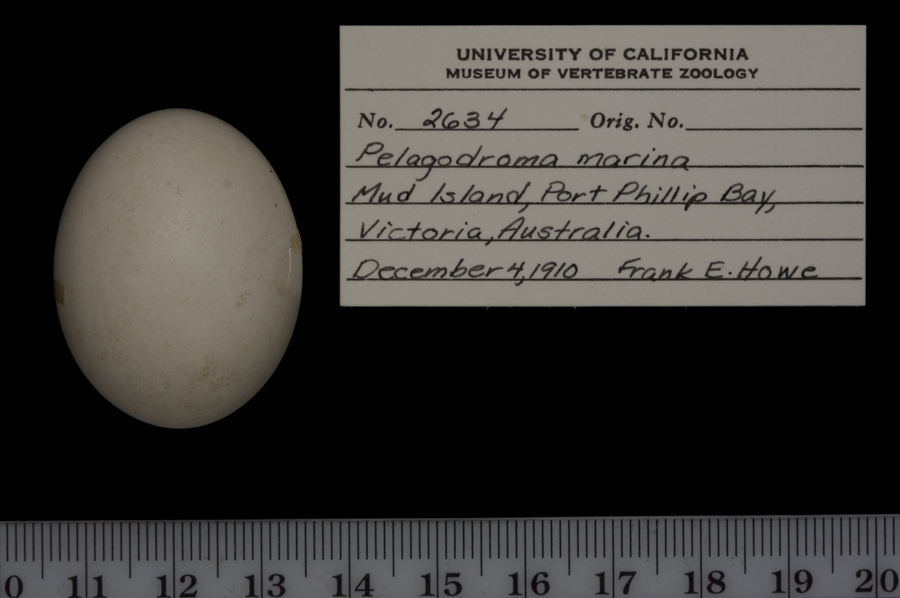 UNIVERSITY OF CALIFORNIA
MUSEUM OF VERTEBRATE ZOOLOGY
No. 2634 Orig. No.
Pelagodroma marina
Mud Island, Port Phillip Bay,
Victoria, Australia.
December 4, 1910 Frank E. Howe
0 11 12 13 14 15 16 17 18 19 20